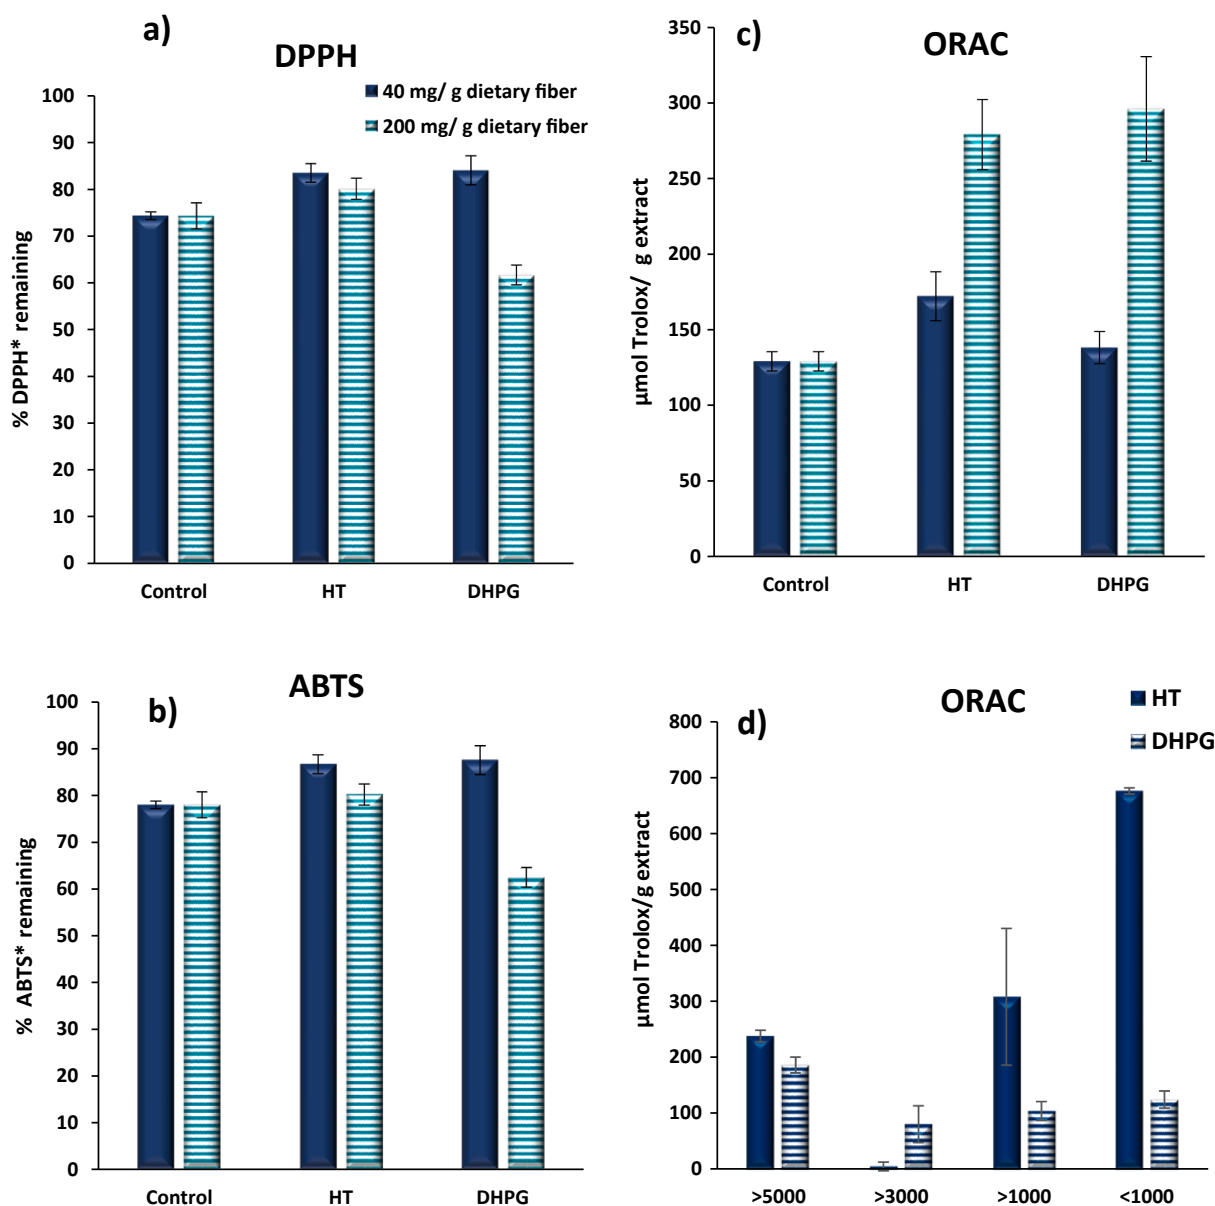 a)
DPPH
40 mg/ g dietary fiber
200 mg/ g dietary fiber
% DPPH* remaining
100
90
80
70
60
50
40
30
20
10
0
Control HT DHPG
c)
ORAC
µmol Trolox/ g extract
350
300
250
200
150
100
50
0
Control HT DHPG
b)
ABTS
% ABTS* remaining
100
90
80
70
60
50
40
30
20
10
0
Control HT DHPG
d)
ORAC
HT
DHPG
µmol Trolox/g extract
800
700
600
500
400
300
200
100
0
>5000 >3000 >1000 <1000